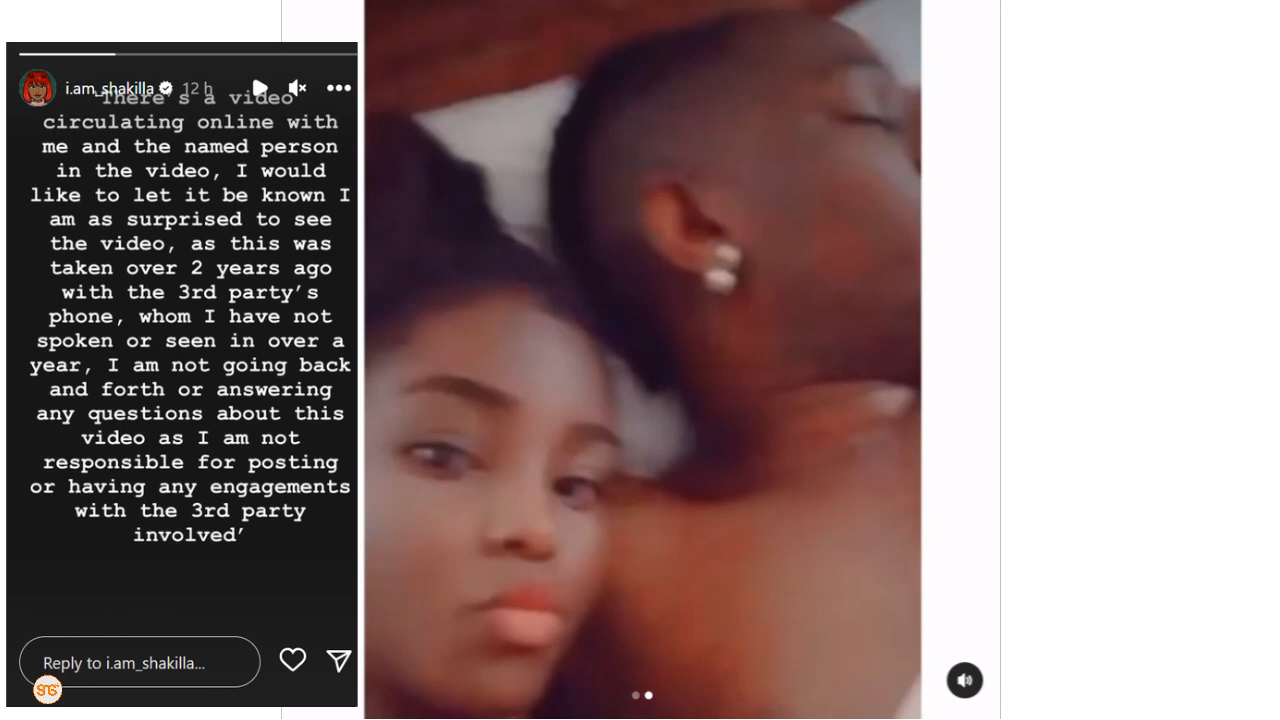 i.am_shakilla 12 h
"There's a video
circulating online with
me and the named person
in the video, I would
like to let it be known I
am as surprised to see
the video, as this was
taken over 2 years ago
with the 3rd party's
phone, whom I have not
spoken or seen in over a
year, I am not going back
and forth or answering
any questions about this
video as I am not
responsible for posting
or having any engagements
with the 3rd party
involved'
Reply to i.am_shakilla...